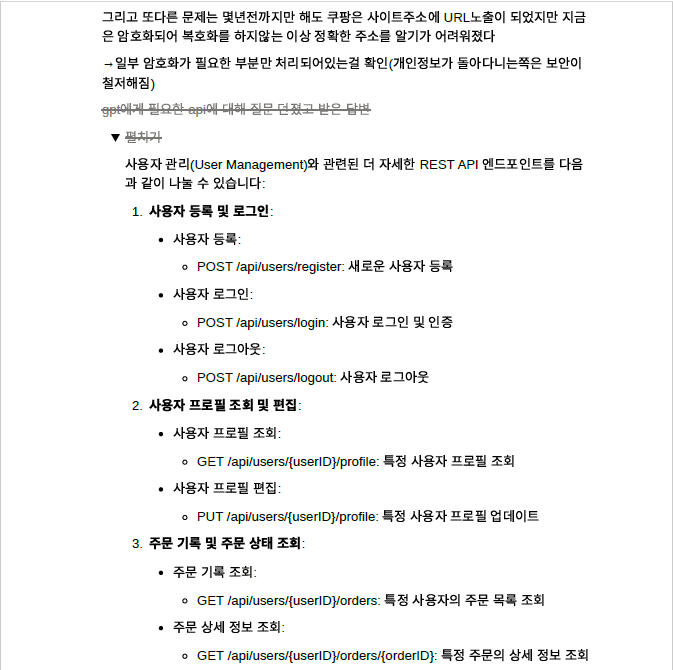 그리고 또다른 문제는 몇년전까지만 해도 쿠팡은 사이트주소에 URL노출이 되었지만 지금
은 암호화되어 복호화를 하지않는 이상 정확한 주소를 알기가 어려워졌다
→일부 암호화가 필요한 부분만 처리되어있는걸 확인(개인정보가 돌아다니는쪽은 보안이
철저해짐)
gpt에게 필요한 api에 대해 질문 던졌고 받은 답변
▼ 펼치기
사용자 관리(User Management)와 관련된 더 자세한 REST API 엔드포인트를 다음
과 같이 나눌 수 있습니다:
1. 사용자 등록 및 로그인:
• 사용자 등록:
◦ POST /api/users/register: 새로운 사용자 등록
• 사용자 로그인:
◦ POST /api/users/login: 사용자 로그인 및 인증
• 사용자 로그아웃:
◦ POST /api/users/logout: 사용자 로그아웃
2. 사용자 프로필 조회 및 편집:
• 사용자 프로필 조회:
◦ GET /api/users/{userID}/profile: 특정 사용자 프로필 조회
• 사용자 프로필 편집:
◦ PUT /api/users/{userID}/profile: 특정 사용자 프로필 업데이트
3. 주문 기록 및 주문 상태 조회:
• 주문 기록 조회:
◦ GET /api/users/{userID}/orders: 특정 사용자의 주문 목록 조회
• 주문 상세 정보 조회:
◦ GET /api/users/{userID}/orders/{orderID}: 특정 주문의 상세 정보 조회